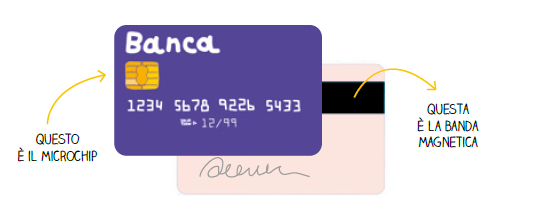 Banca
1234 5678 9226 5433
12/99
QUESTO
È IL MICROCHIP
QUESTA
È LA BANDA
MAGNETICA